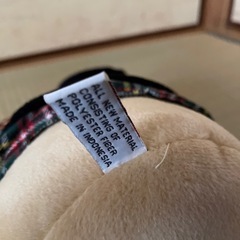 ALL NEW MATERIAL
CONSISTING OF
POLYESTER FIBER
MADE IN INDONESIA